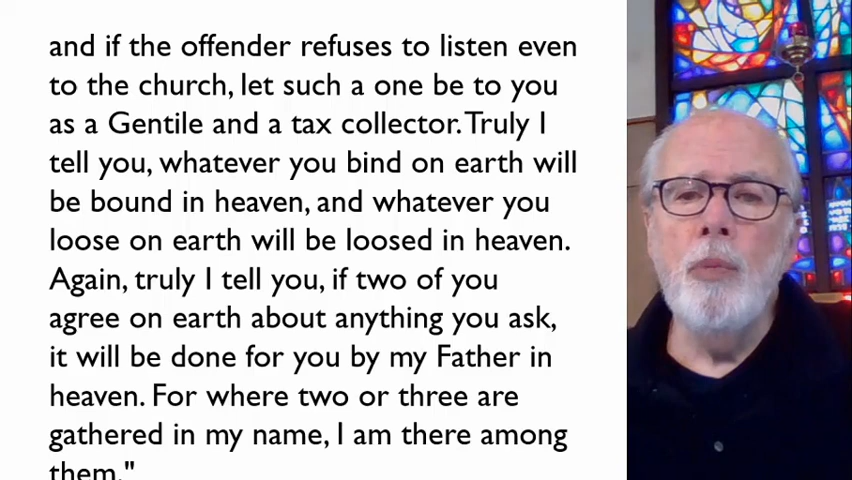 and if the offender refuses to listen even
to the church, let such a one be to you
as a Gentile and a tax collector. Truly I
tell you, whatever you bind on earth will
be bound in heaven, and whatever you
loose on earth will be loosed in heaven.
Again, truly I tell you, if two of you
agree on earth about anything you ask,
it will be done for you by my Father in
heaven. For where two or three are
gathered in my name, I am there among
them."